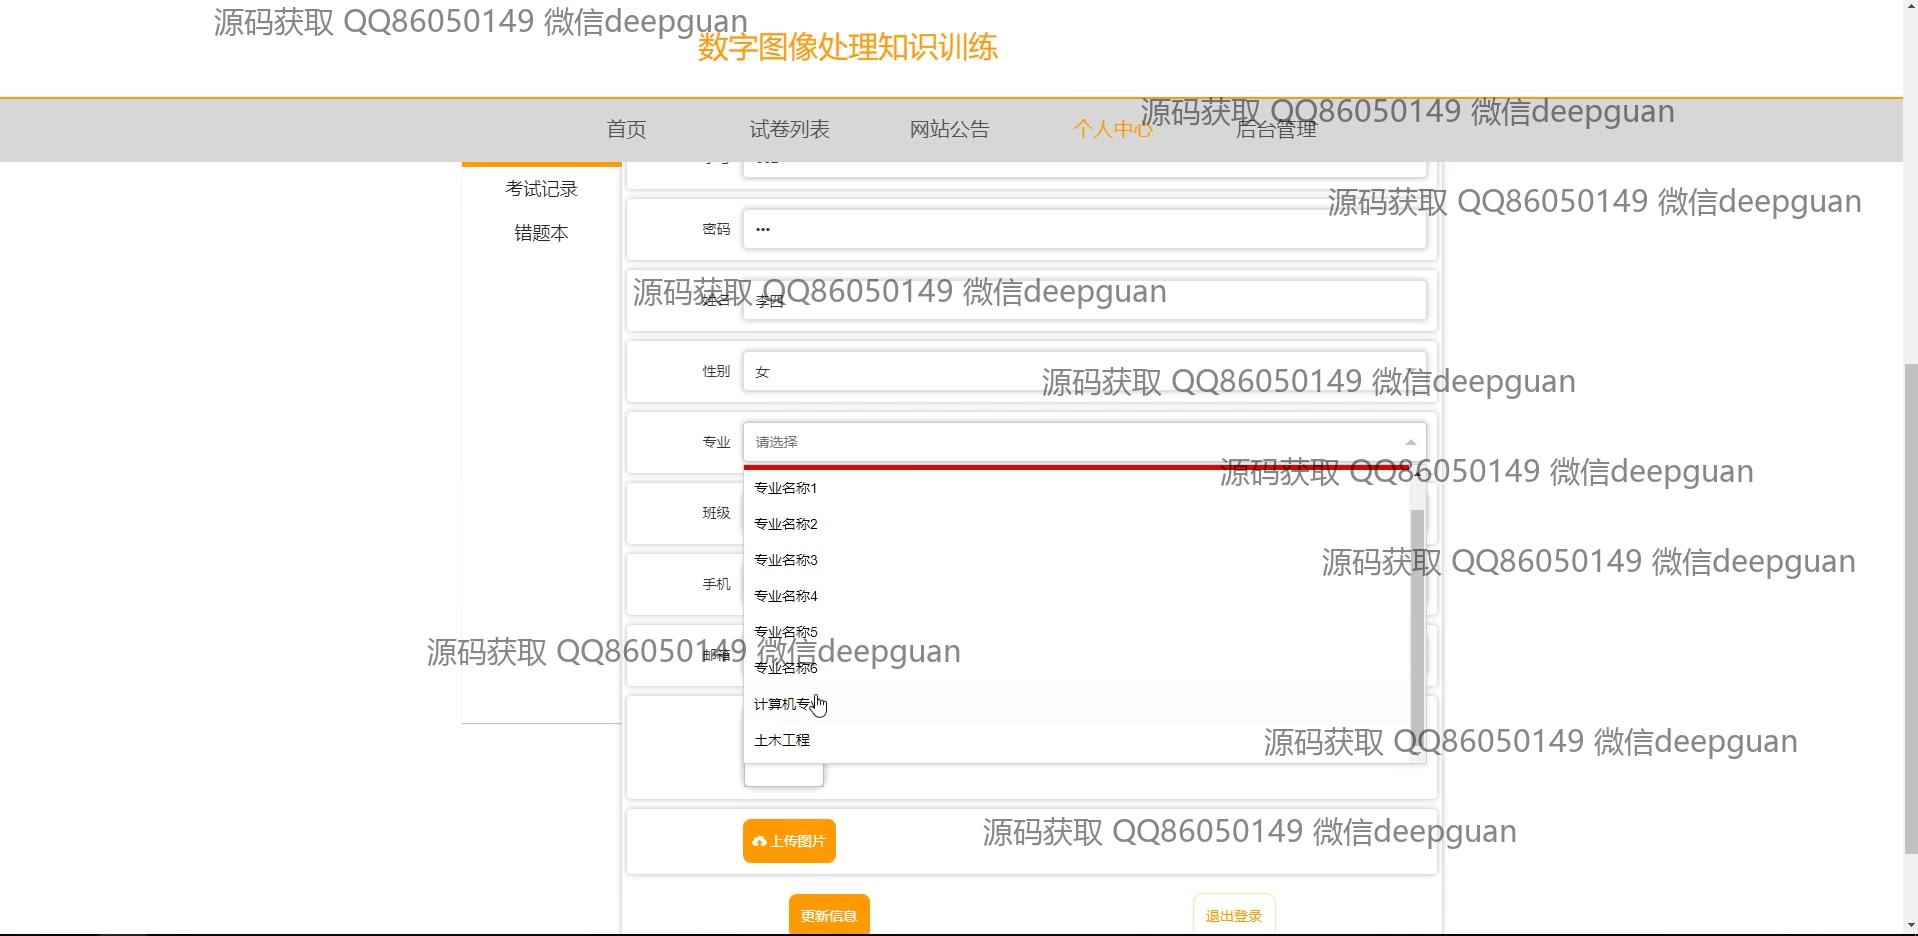 源码获取 QQ86050149 微信deepguan
数字图像处理知识训练
源码获取 QQ86050149 微信deepguan
首页 试卷列表 网站公告 个人中心 后台管理
考试记录
源码获取 QQ86050149 微信deepguan
错题本
密码 •••
源码获取 QQ86050149 微信deepguan
姓名 李四
性别 女
源码获取 QQ86050149 微信deepguan
专业 请选择
源码获取 QQ86050149 微信deepguan
专业名称1
班级
专业名称2
专业名称3
源码获取 QQ86050149 微信deepguan
手机
专业名称4
专业名称5
源码获取 QQ86050149 微信deepguan
邮箱
专业名称6
计算机专
土木工程
源码获取 QQ86050149 微信deepguan
上传图片
源码获取 QQ86050149 微信deepguan
更新信息 退出登录